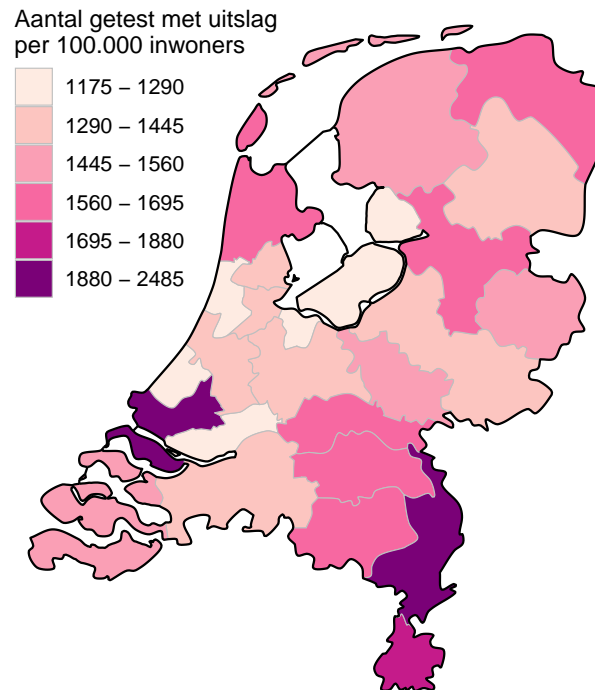 Aantal getest met uitslag
per 100.000 inwoners
1175 – 1290
1290 – 1445
1445 – 1560
1560 – 1695
1695 – 1880
1880 – 2485